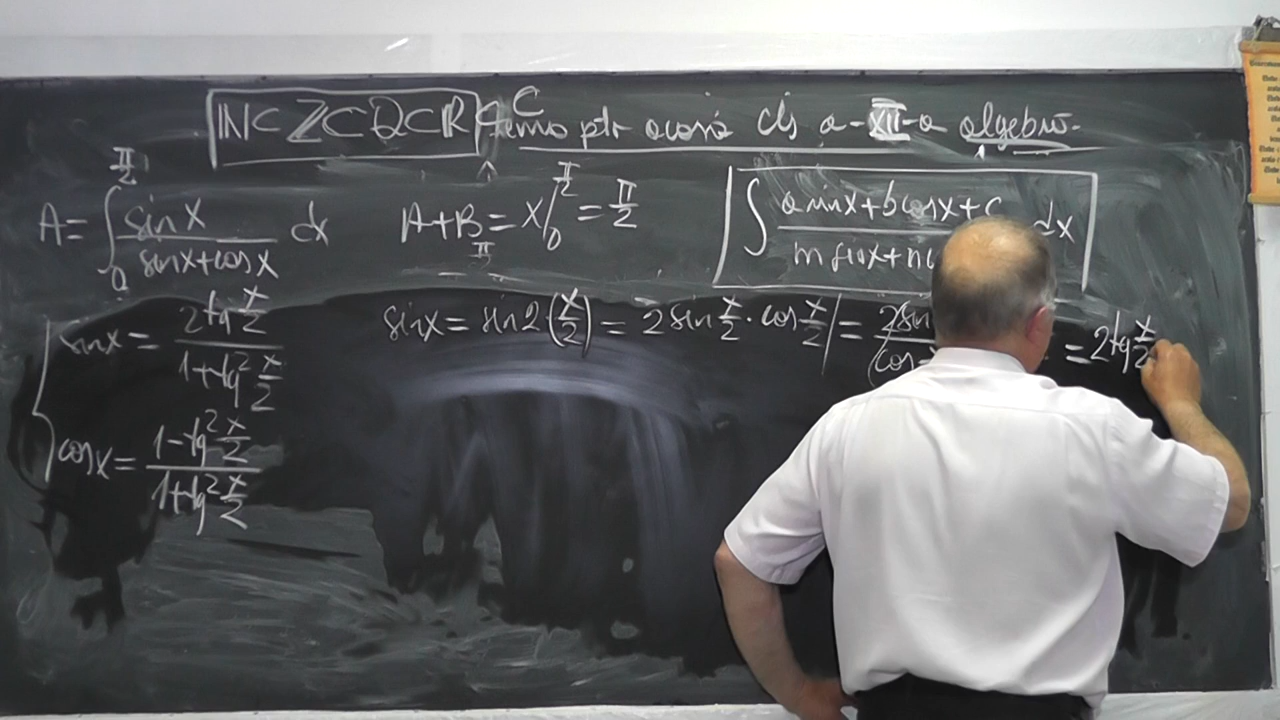 ℕ⊂ℤ⊂ℚ⊂ℝ⊂ℂ Tema ptr acasă cls a-XII-a algebră.
A = ∫₀^{π/2} sinx/(sinx+cosx) dx    A+B = x|₀^{π/2} = π/2    ∫ (a sinx+b cosx+c)/(m sinx+n dx
sinx = 2tg x/2 / (1+tg² x/2)    sinx = sin2(x/2) = 2sin x/2 · cos x/2 | = = 2tg x/2
cosx = (1-tg² x/2)/(1+tg² x/2)